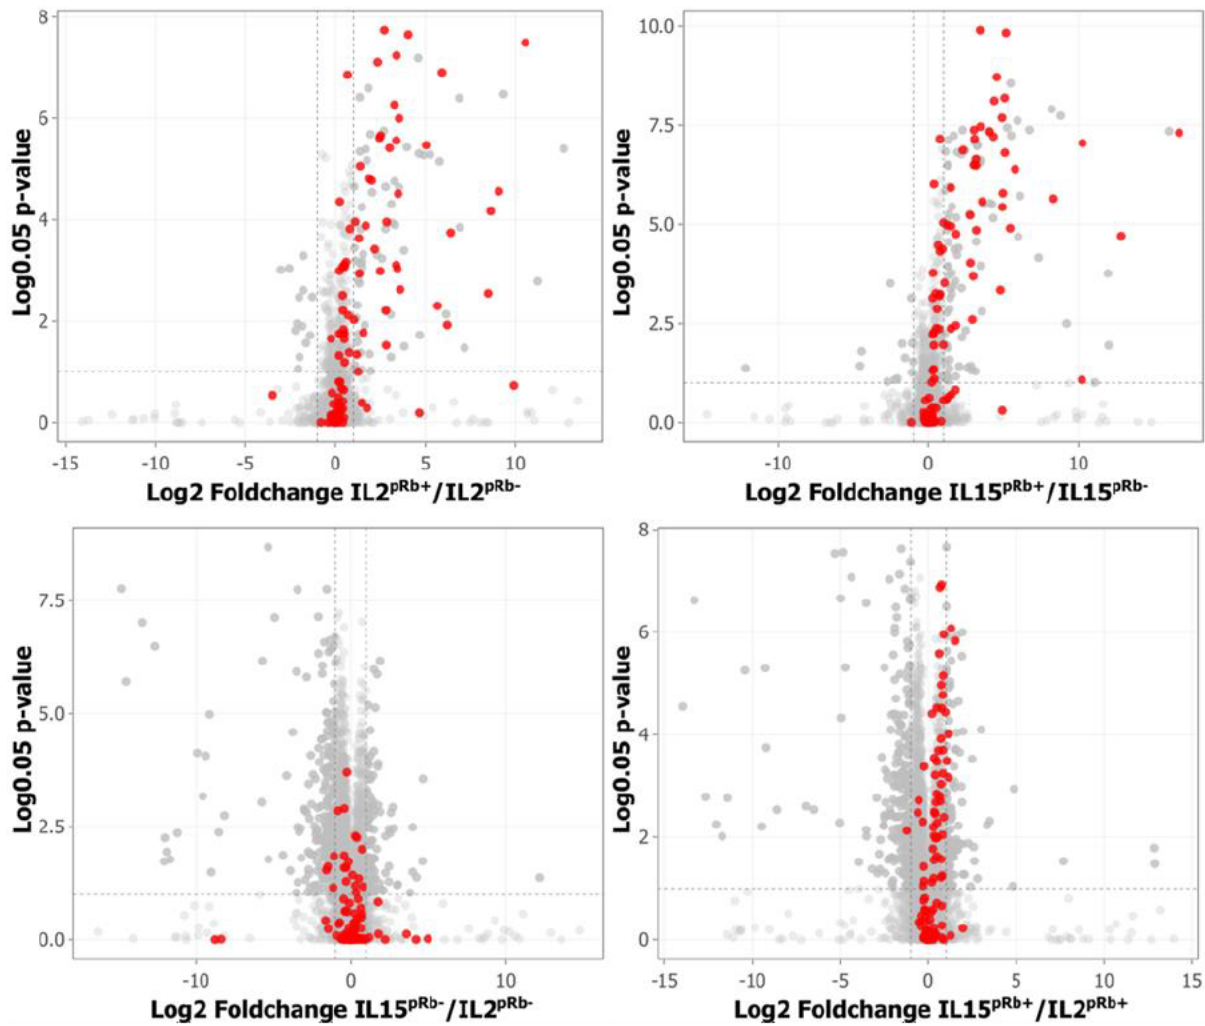 8
6
4
2
0
Log0.05 p-value
-15 -10 -5 0 5 10
Log2 Foldchange IL2pRb+/IL2pRb-
10.0
7.5
5.0
2.5
0.0
Log0.05 p-value
-10 0 10
Log2 Foldchange IL15pRb+/IL15pRb-
7.5
5.0
2.5
0.0
Log0.05 p-value
-10 0 10
Log2 Foldchange IL15pRb-/IL2pRb-
8
6
4
2
0
Log0.05 p-value
-15 -10 -5 0 5 10 15
Log2 Foldchange IL15pRb+/IL2pRb+